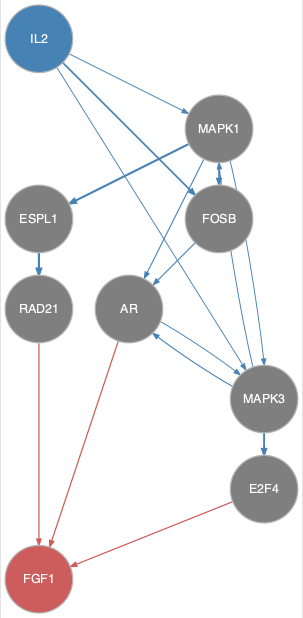 IL2
MAPK1
ESPL1
FOSB
RAD21
AR
MAPK3
E2F4
FGF1